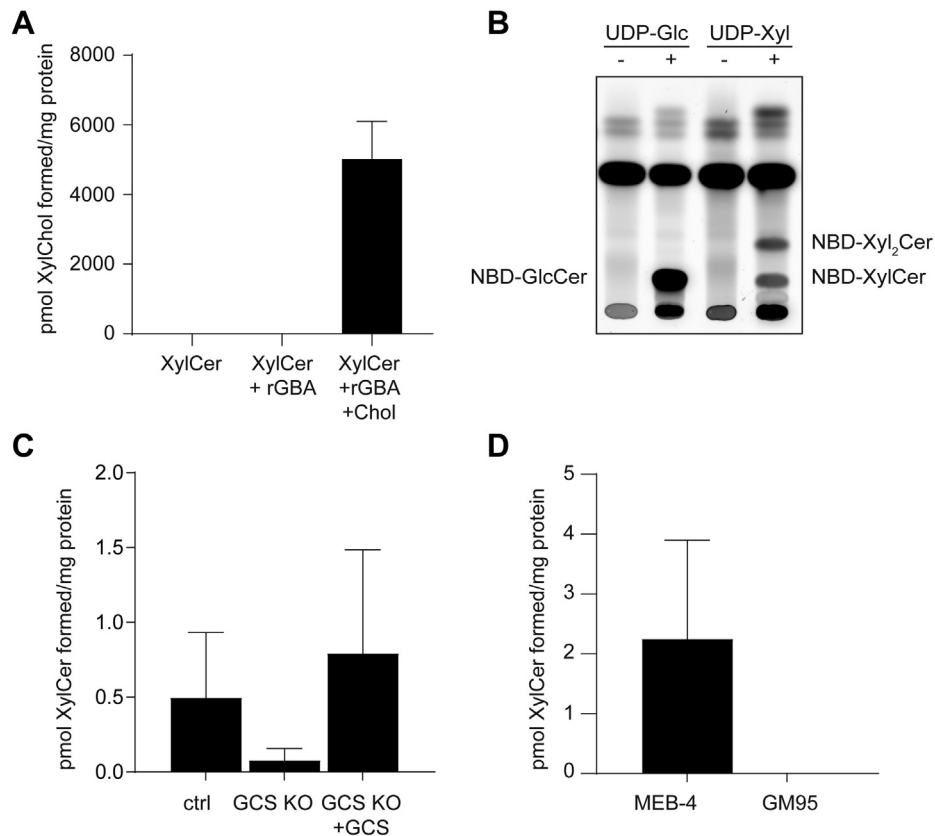 A
pmol XylChol formed/mg protein
8000
6000
4000
2000
0
XylCer
XylCer
+ rGBA
XylCer
+rGBA
+Chol
B
UDP-Glc UDP-Xyl
- + - +
NBD-GlcCer
NBD-Xyl₂Cer
NBD-XylCer
C
pmol XylCer formed/mg protein
2.0
1.5
1.0
0.5
0.0
ctrl
GCS KO
GCS KO
+GCS
D
pmol XylCer formed/mg protein
5
4
3
2
1
0
MEB-4
GM95